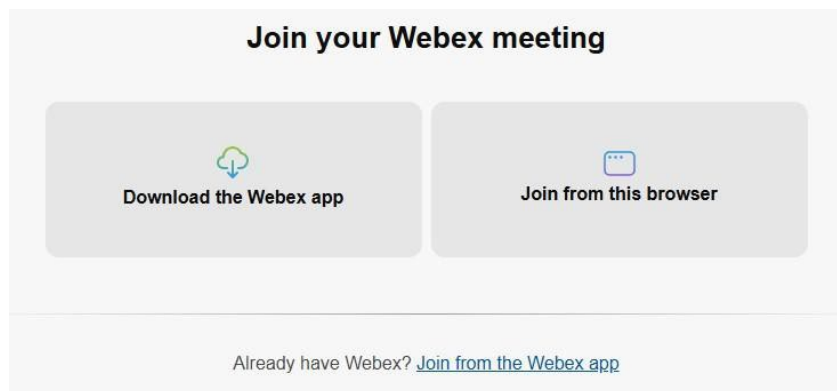 Join your Webex meeting
Download the Webex app
Join from this browser
Already have Webex? Join from the Webex app